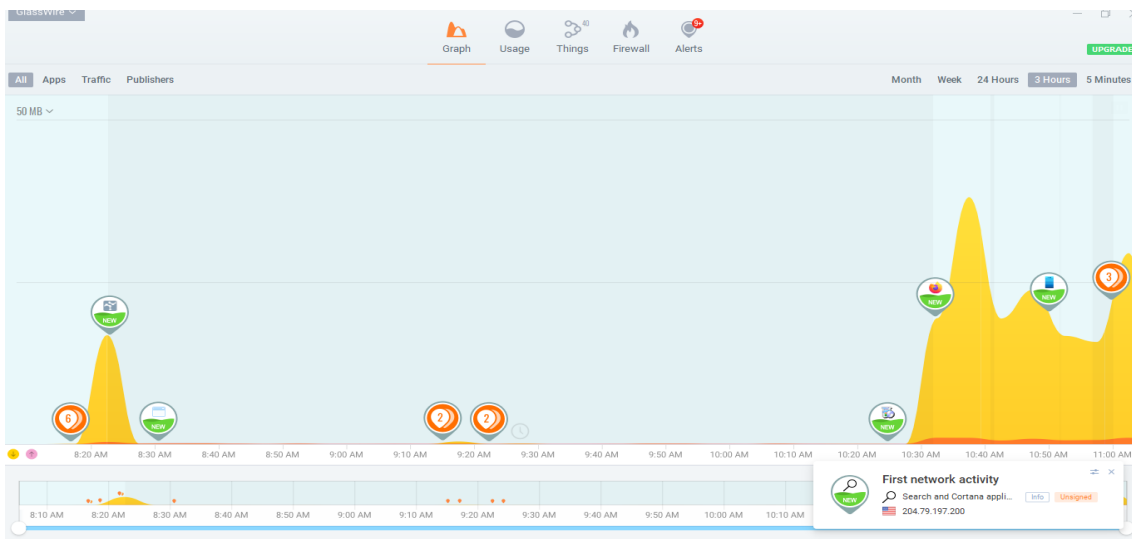 GlassWire
40
9+
Graph Usage Things Firewall Alerts
UPGRADE
All Apps Traffic Publishers Month Week 24 Hours 3 Hours 5 Minutes
50 MB
NEW
NEW
NEW
3
6
NEW
2
2
NEW
8:20 AM 8:30 AM 8:40 AM 8:50 AM 9:00 AM 9:10 AM 9:20 AM 9:30 AM 9:40 AM 9:50 AM 10:00 AM 10:10 AM 10:20 AM 10:30 AM 10:40 AM 10:50 AM 11:00 AM
First network activity
Search and Cortana appli... Info Unsigned
NEW
204.79.197.200
8:10 AM 8:20 AM 8:30 AM 8:40 AM 8:50 AM 9:00 AM 9:10 AM 9:20 AM 9:30 AM 9:40 AM 9:50 AM 10:00 AM 10:10 AM